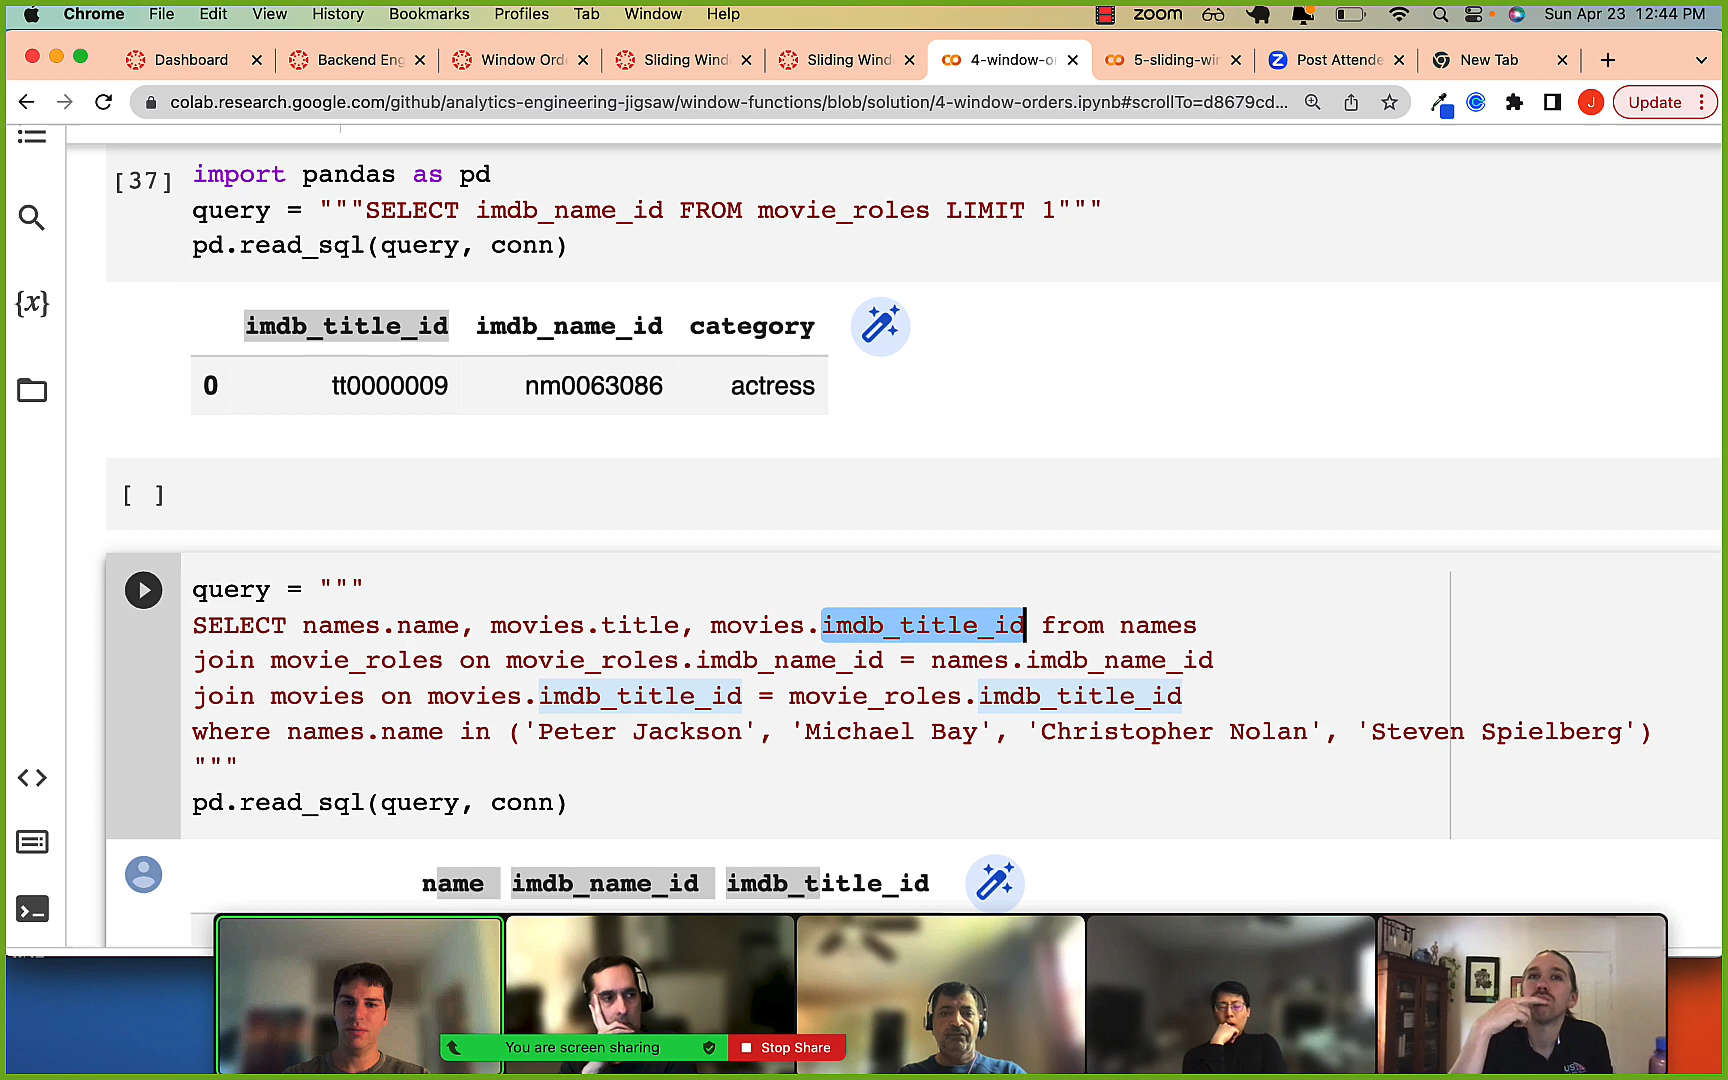 Chrome File Edit View History Bookmarks Profiles Tab Window Help zoom Sun Apr 23 12:44 PM
Dashboard Backend Eng Window Ord Sliding Wind Sliding Wind 4-window-or 5-sliding-win Post Attende New Tab
colab.research.google.com/github/analytics-engineering-jigsaw/window-functions/blob/solution/4-window-orders.ipynb#scrollTo=d8679cd... J Update
[37] import pandas as pd
query = """SELECT imdb_name_id FROM movie_roles LIMIT 1"""
pd.read_sql(query, conn)
{x}
imdb_title_id imdb_name_id category
0 tt0000009 nm0063086 actress
[ ]
query = """
SELECT names.name, movies.title, movies.imdb_title_id from names
join movie_roles on movie_roles.imdb_name_id = names.imdb_name_id
join movies on movies.imdb_title_id = movie_roles.imdb_title_id
where names.name in ('Peter Jackson', 'Michael Bay', 'Christopher Nolan', 'Steven Spielberg')
"""
pd.read_sql(query, conn)
name imdb_name_id imdb_title_id
You are screen sharing Stop Share